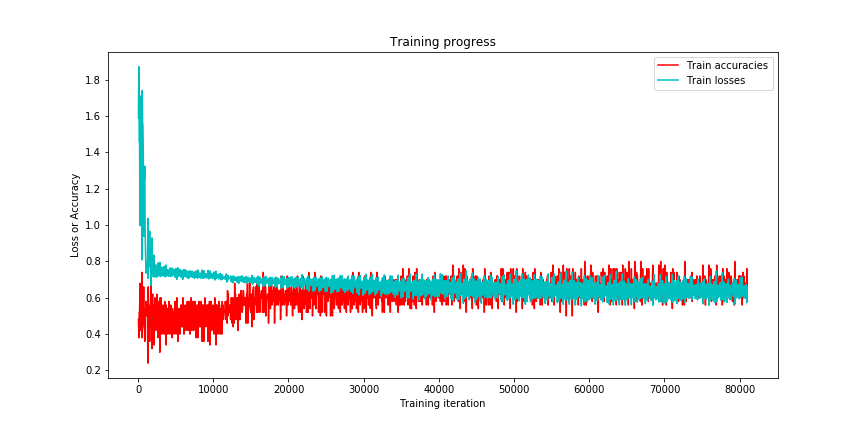 Training progress
Train accuracies
Train losses
Loss or Accuracy
1.8
1.6
1.4
1.2
1.0
0.8
0.6
0.4
0.2
0 10000 20000 30000 40000 50000 60000 70000 80000
Training iteration